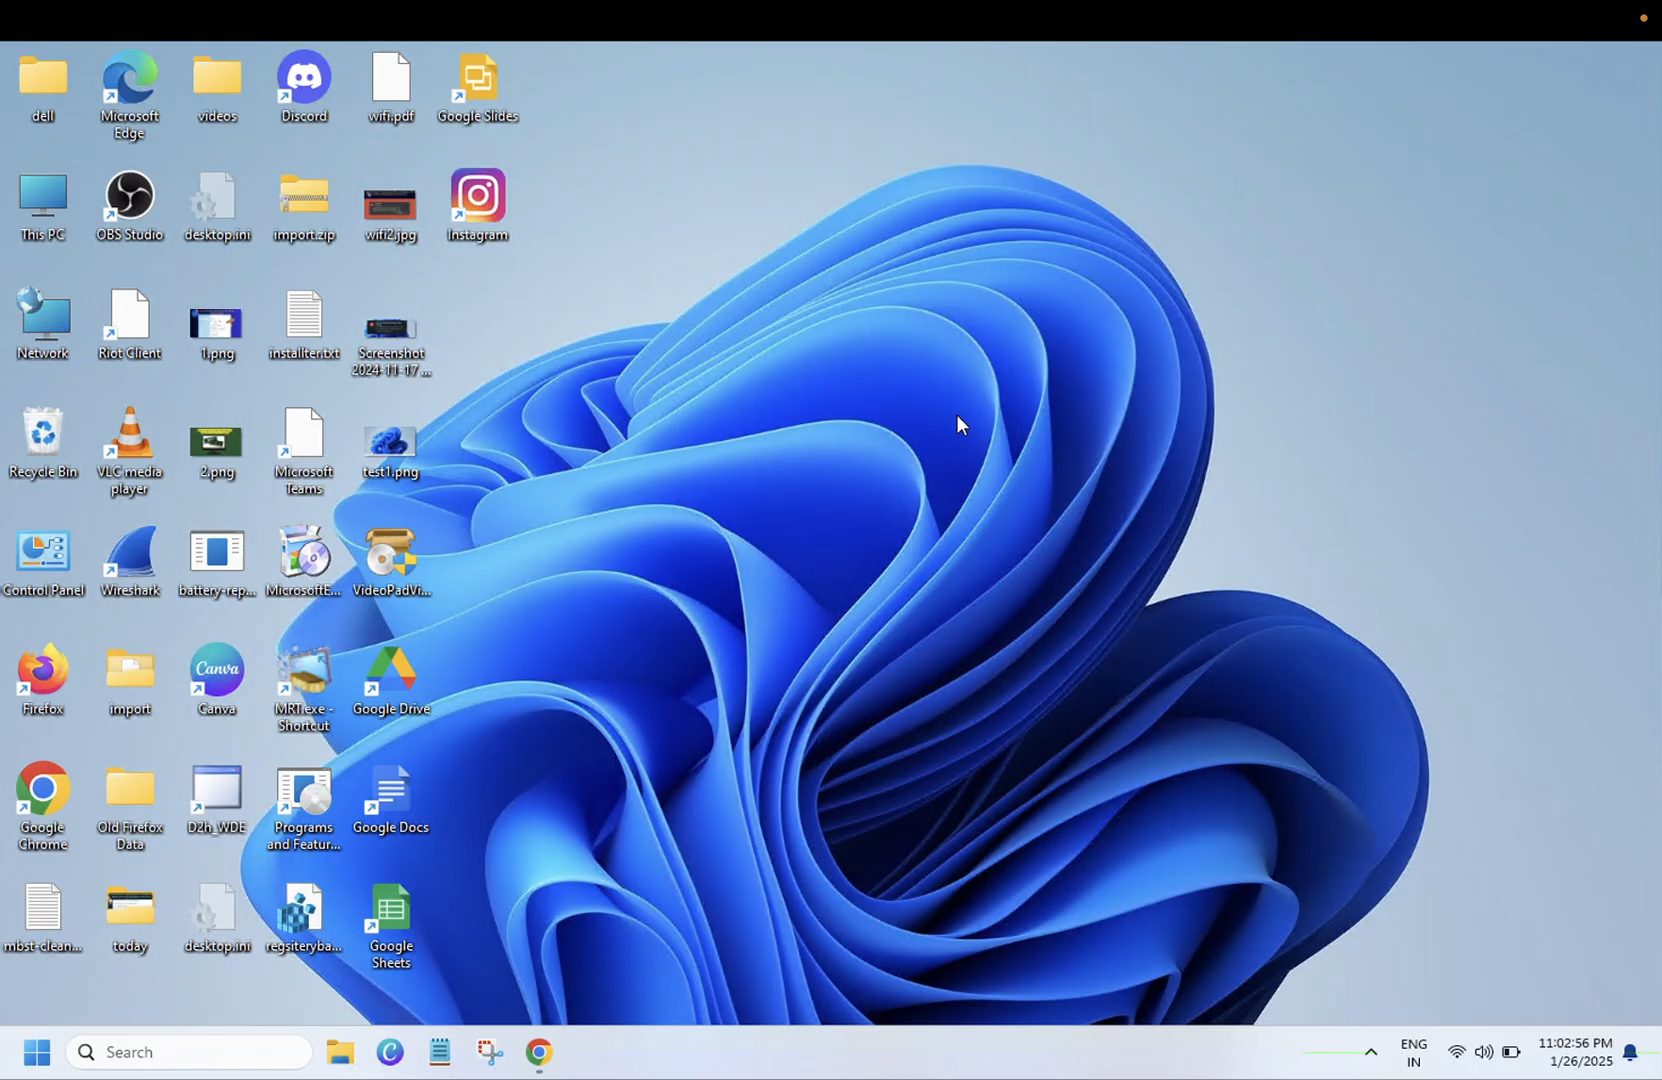 dell
Microsoft
Edge
videos
Discord
wifi.pdf
Google Slides
This PC
OBS Studio
desktop.ini
import.zip
wifi2.jpg
Instagram
Network
Riot Client
1.png
installter.txt
Screenshot
2024-11-17 ...
Recycle Bin
VLC media
player
2.png
Microsoft
Teams
test1.png
Control Panel
Wireshark
battery-rep...
MicrosoftE...
VideoPadVi...
Firefox
import
Canva
Canva
MRT.exe -
Shortcut
Google Drive
Google
Chrome
Old Firefox
Data
D2h_WDE
Programs
and Featur...
Google Docs
mbst-clean...
today
desktop.ini
regsiteryba...
Google
Sheets
Search
ENG
IN
11:02:56 PM
1/26/2025